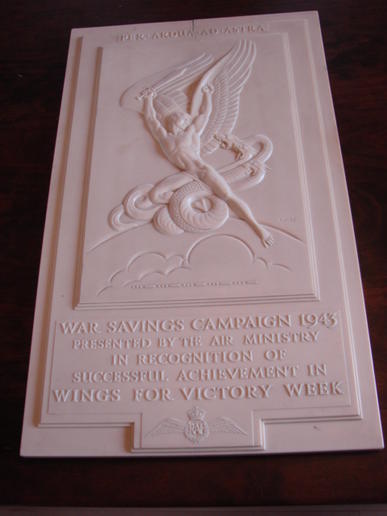 PER·ARDUA·AD·ASTRA
WAR SAVINGS CAMPAIGN 1943
PRESENTED BY THE AIR MINISTRY
IN RECOGNITION OF
SUCCESSFUL ACHIEVEMENT IN
WINGS FOR VICTORY WEEK